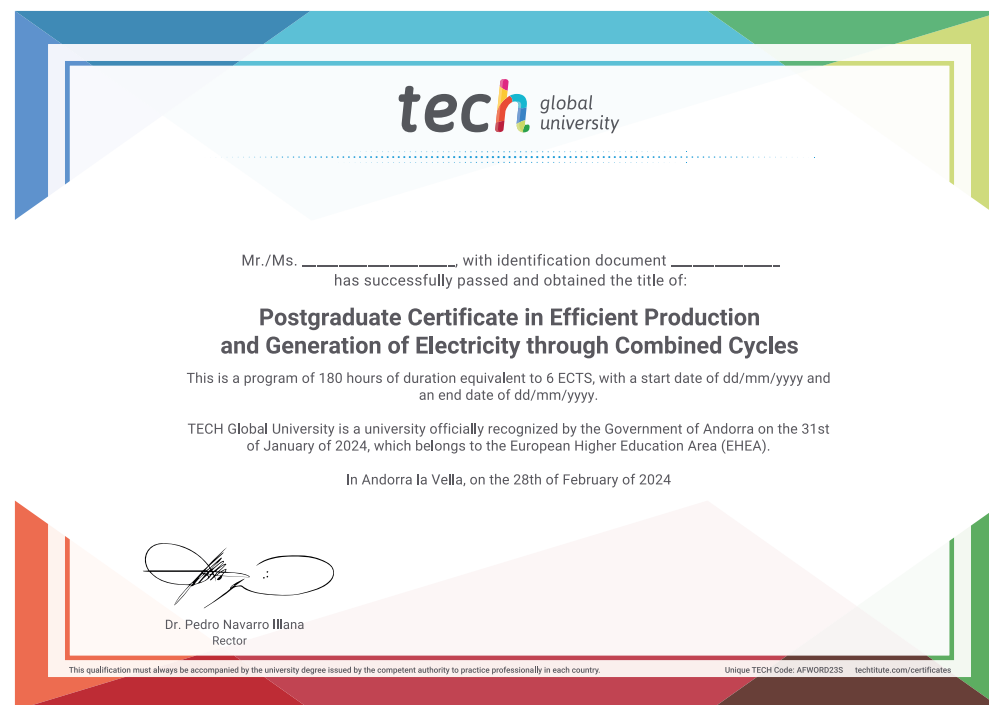 tech global
university
Mr./Ms. ____________________, with identification document ______________
has successfully passed and obtained the title of:
Postgraduate Certificate in Efficient Production
and Generation of Electricity through Combined Cycles
This is a program of 180 hours of duration equivalent to 6 ECTS, with a start date of dd/mm/yyyy and
an end date of dd/mm/yyyy.
TECH Global University is a university officially recognized by the Government of Andorra on the 31st
of January of 2024, which belongs to the European Higher Education Area (EHEA).
In Andorra la Vella, on the 28th of February of 2024
Dr. Pedro Navarro Illana
Rector
This qualification must always be accompanied by the university degree issued by the competent authority to practice professionally in each country.
Unique TECH Code: AFWORD23S techtitute.com/certificates